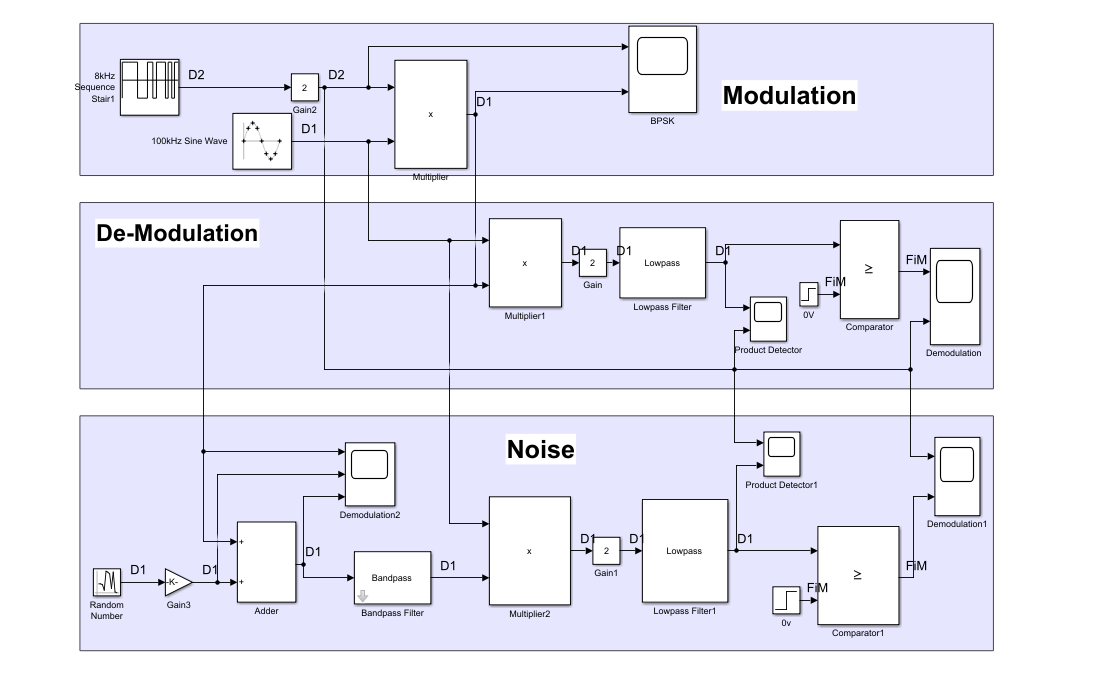 8kHz
Sequence
Stair1
D2
2
Gain2
D2
100kHz Sine Wave
D1
x
Multiplier
D1
BPSK
Modulation
De-Modulation
x
Multiplier1
D1
2
Gain
D1
Lowpass
Lowpass Filter
D1
Product Detector
0V
FiM
≥
Comparator
FiM
Demodulation
Noise
Demodulation2
Random
Number
D1
-K-
Gain3
D1
+
+
Adder
D1
Bandpass
Bandpass Filter
D1
x
Multiplier2
D1
2
Gain1
D1
Lowpass
Lowpass Filter1
D1
Product Detector1
0v
FiM
≥
Comparator1
FiM
Demodulation1